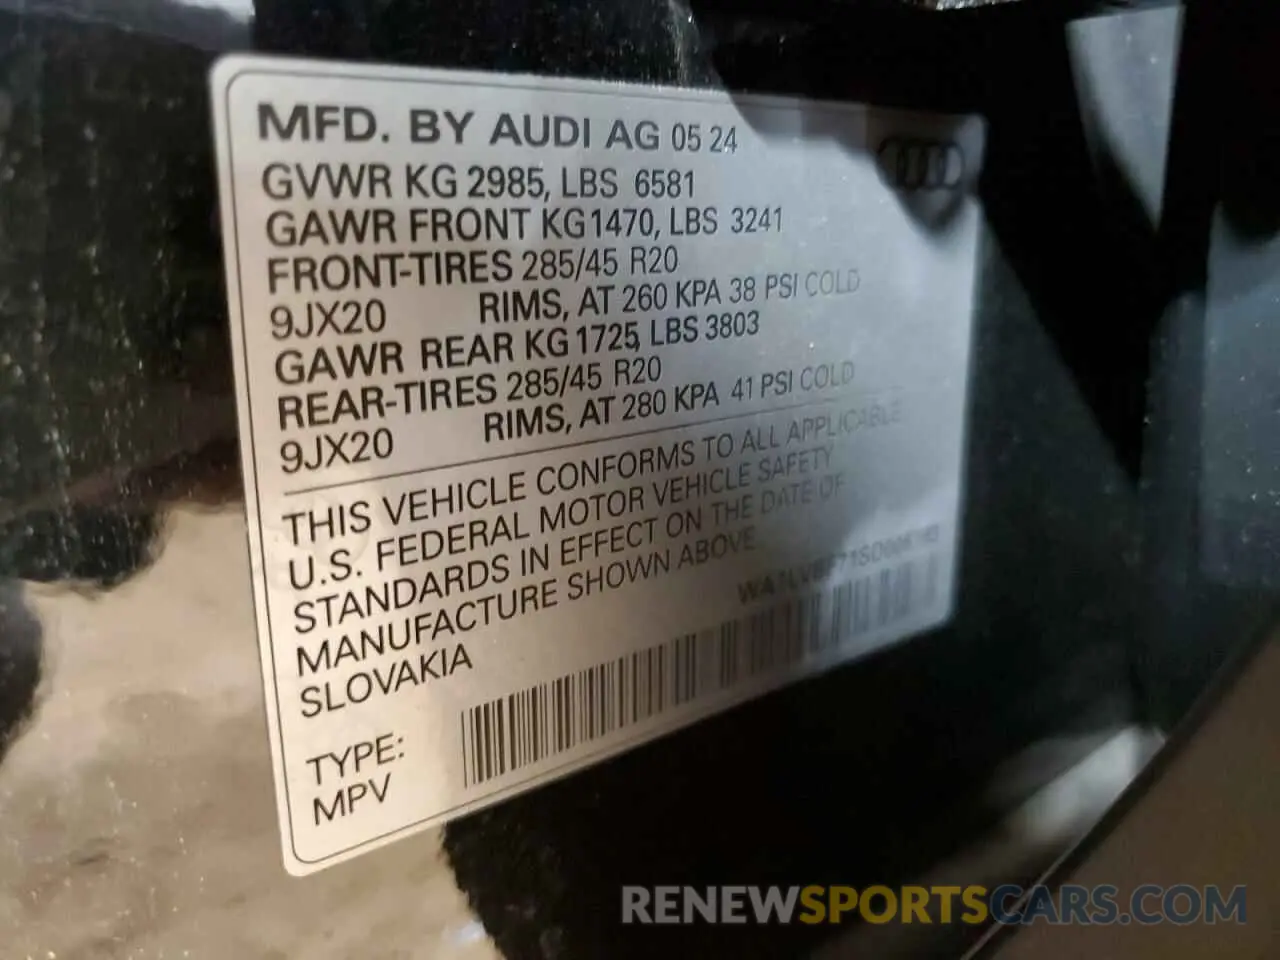 MFD. BY AUDI AG 05 24
GVWR KG 2985, LBS 6581
GAWR FRONT KG 1470, LBS 3241
FRONT-TIRES 285/45 R20
9JX20 RIMS, AT 260 KPA 38 PSI COLD
GAWR REAR KG 1725, LBS 3803
REAR-TIRES 285/45 R20
9JX20 RIMS, AT 280 KPA 41 PSI COLD
THIS VEHICLE CONFORMS TO ALL APPLICABLE
U.S. FEDERAL MOTOR VEHICLE SAFETY
STANDARDS IN EFFECT ON THE DATE OF
MANUFACTURE SHOWN ABOVE
SLOVAKIA
TYPE:
MPV
RENEWSPORTSCARS.COM